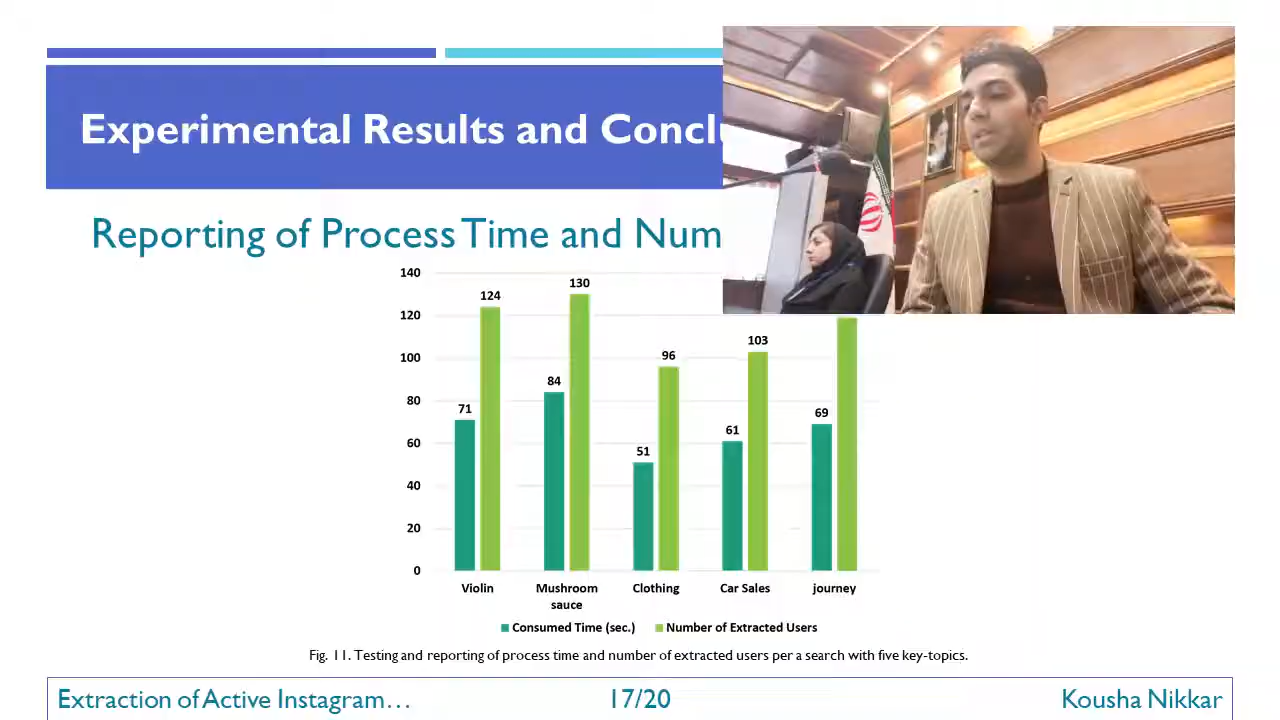 Experimental Results and Conclu
Reporting of Process Time and Num
140
120
100
80
60
40
20
0
124
130
96
103
71
84
51
61
69
Violin
Mushroom
sauce
Clothing
Car Sales
journey
Consumed Time (sec.)
Number of Extracted Users
Fig. 11. Testing and reporting of process time and number of extracted users per a search with five key-topics.
Extraction of Active Instagram…
17/20
Kousha Nikkar